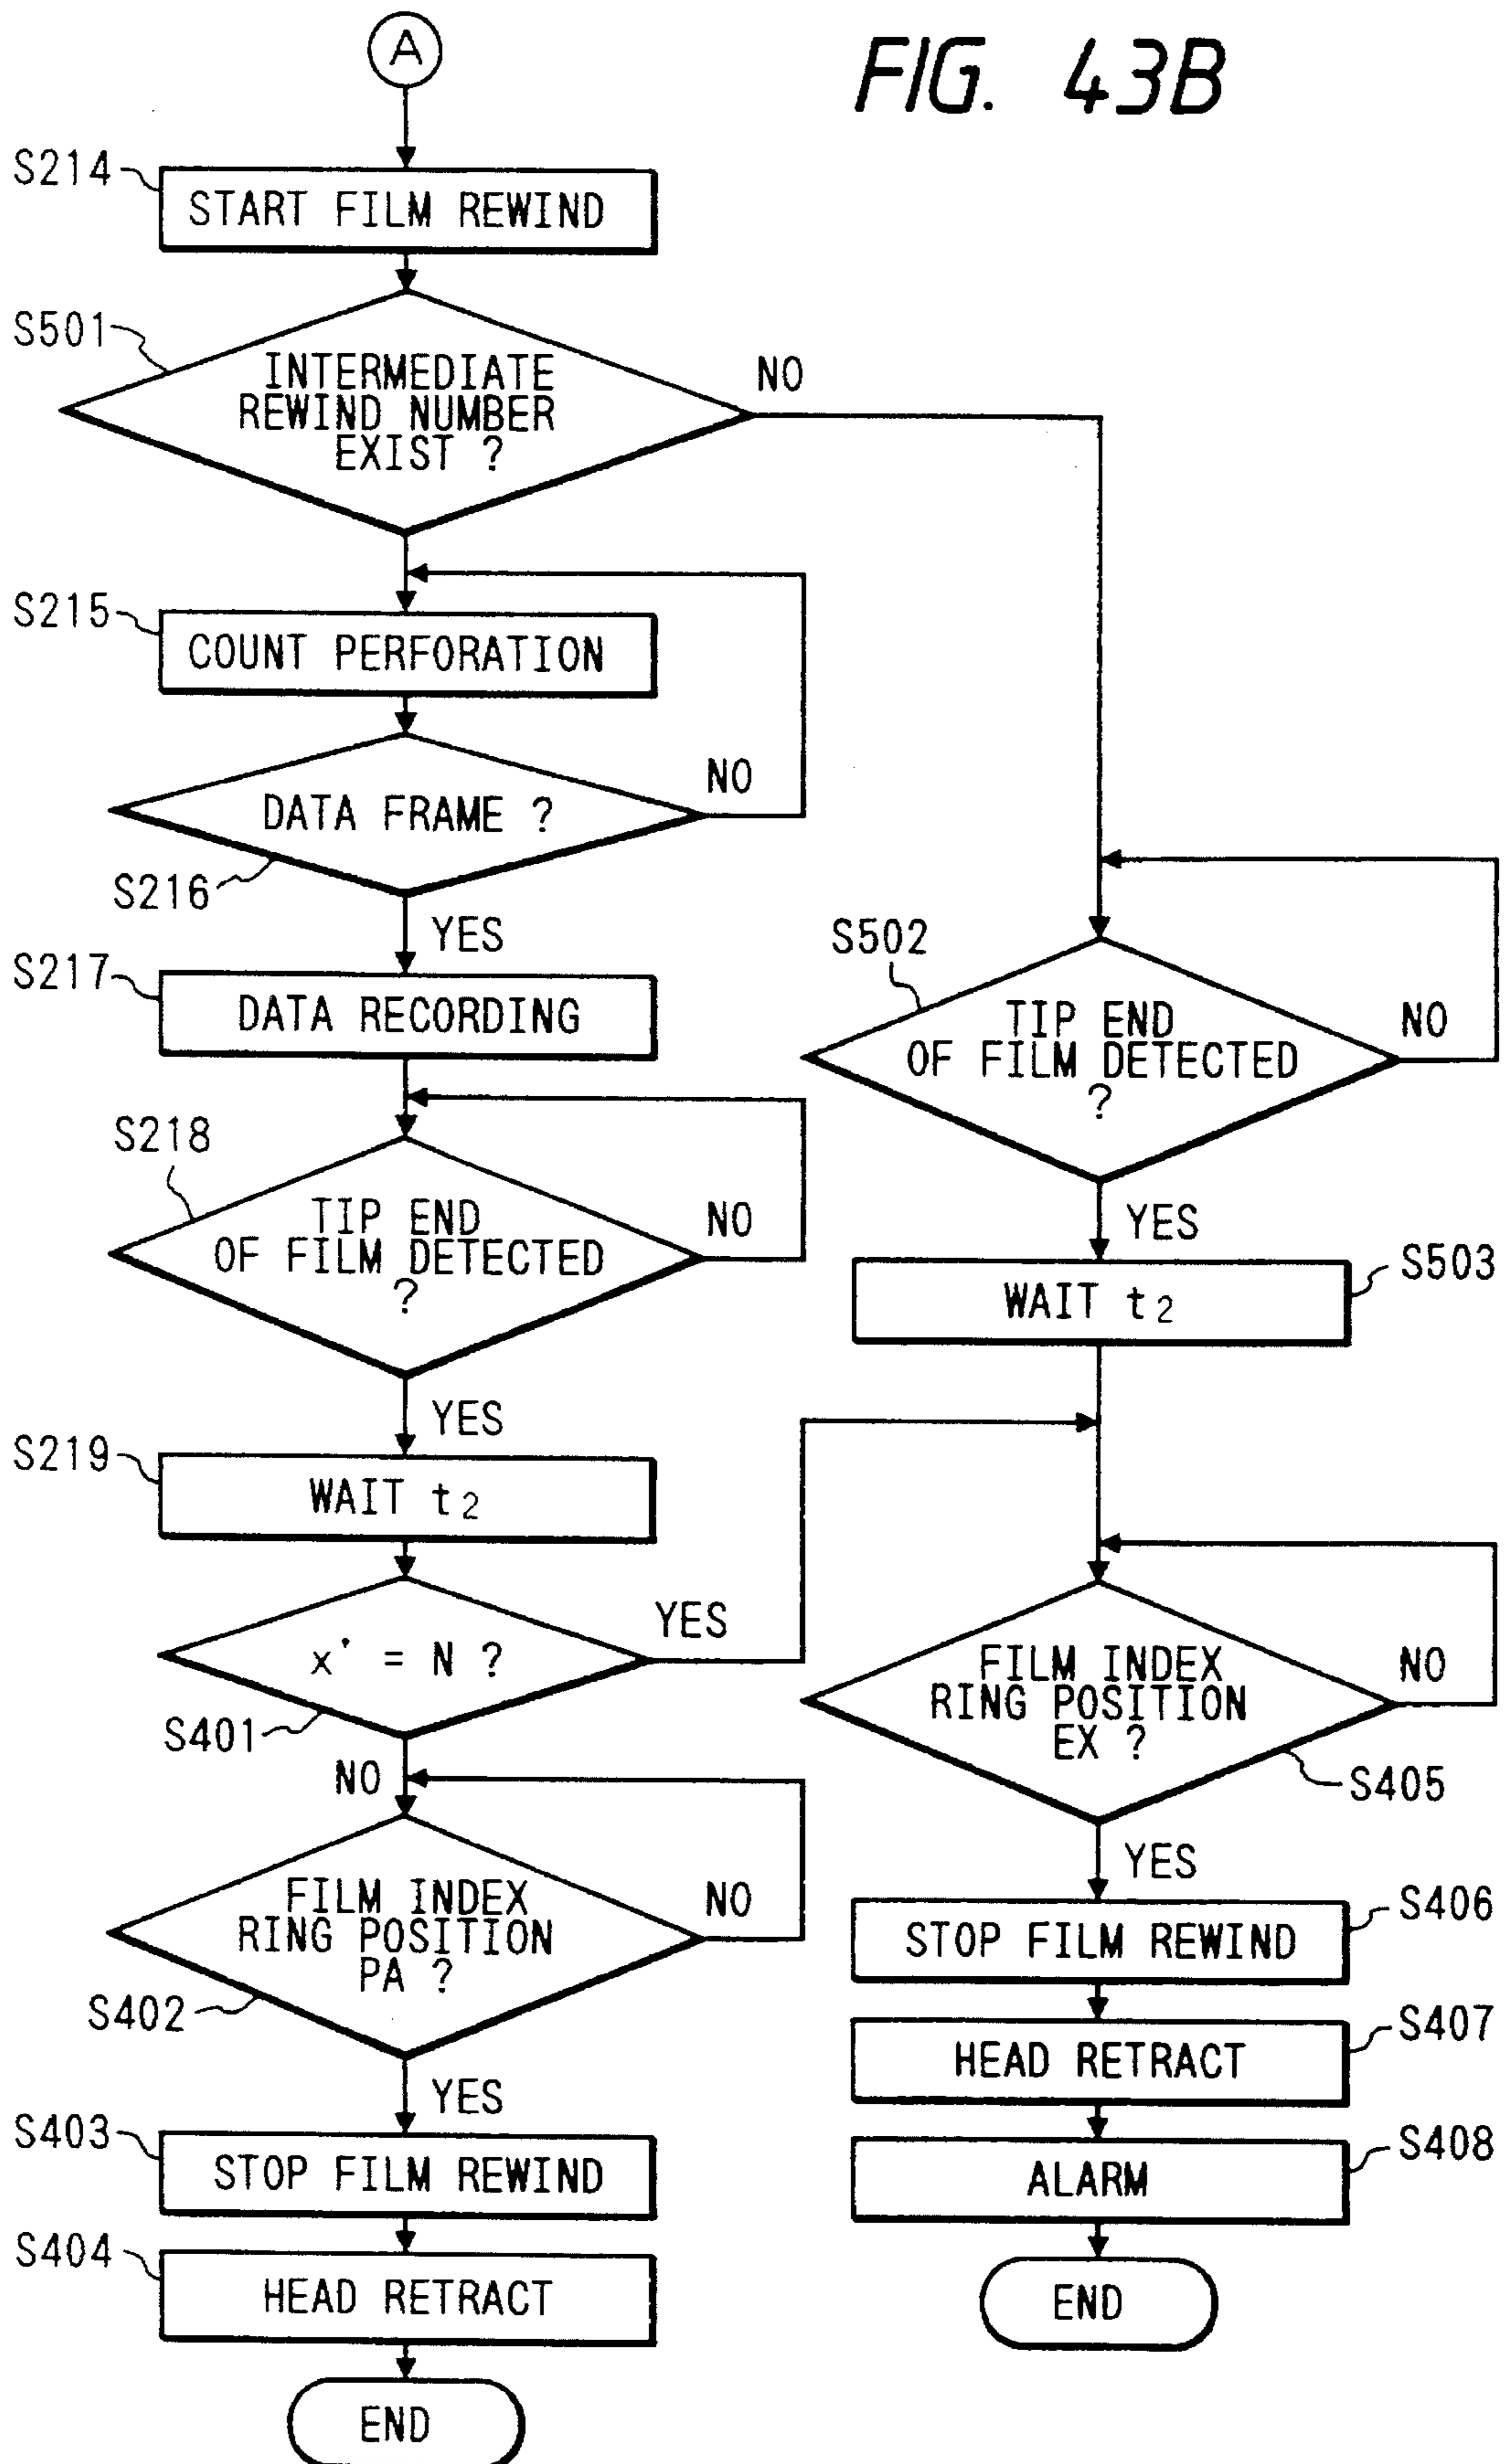 A
FIG. 43B
S214
START FILM REWIND
S501
INTERMEDIATE
REWIND NUMBER
EXIST ?
NO
S215
COUNT PERFORATION
DATA FRAME ?
NO
S216
YES
S217
DATA RECORDING
S218
TIP END
OF FILM DETECTED
?
NO
YES
S219
WAIT t2
x' = N ?
YES
S401
NO
FILM INDEX
RING POSITION
PA ?
NO
S402
YES
S403
STOP FILM REWIND
S404
HEAD RETRACT
END
S502
TIP END
OF FILM DETECTED
?
NO
YES
S503
WAIT t2
FILM INDEX
RING POSITION
EX ?
NO
S405
YES
S406
STOP FILM REWIND
S407
HEAD RETRACT
S408
ALARM
END